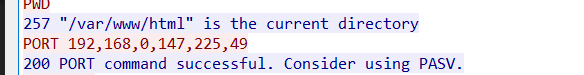 PWD
257 "/var/www/html" is the current directory
PORT 192,168,0,147,225,49
200 PORT command successful. Consider using PASV.